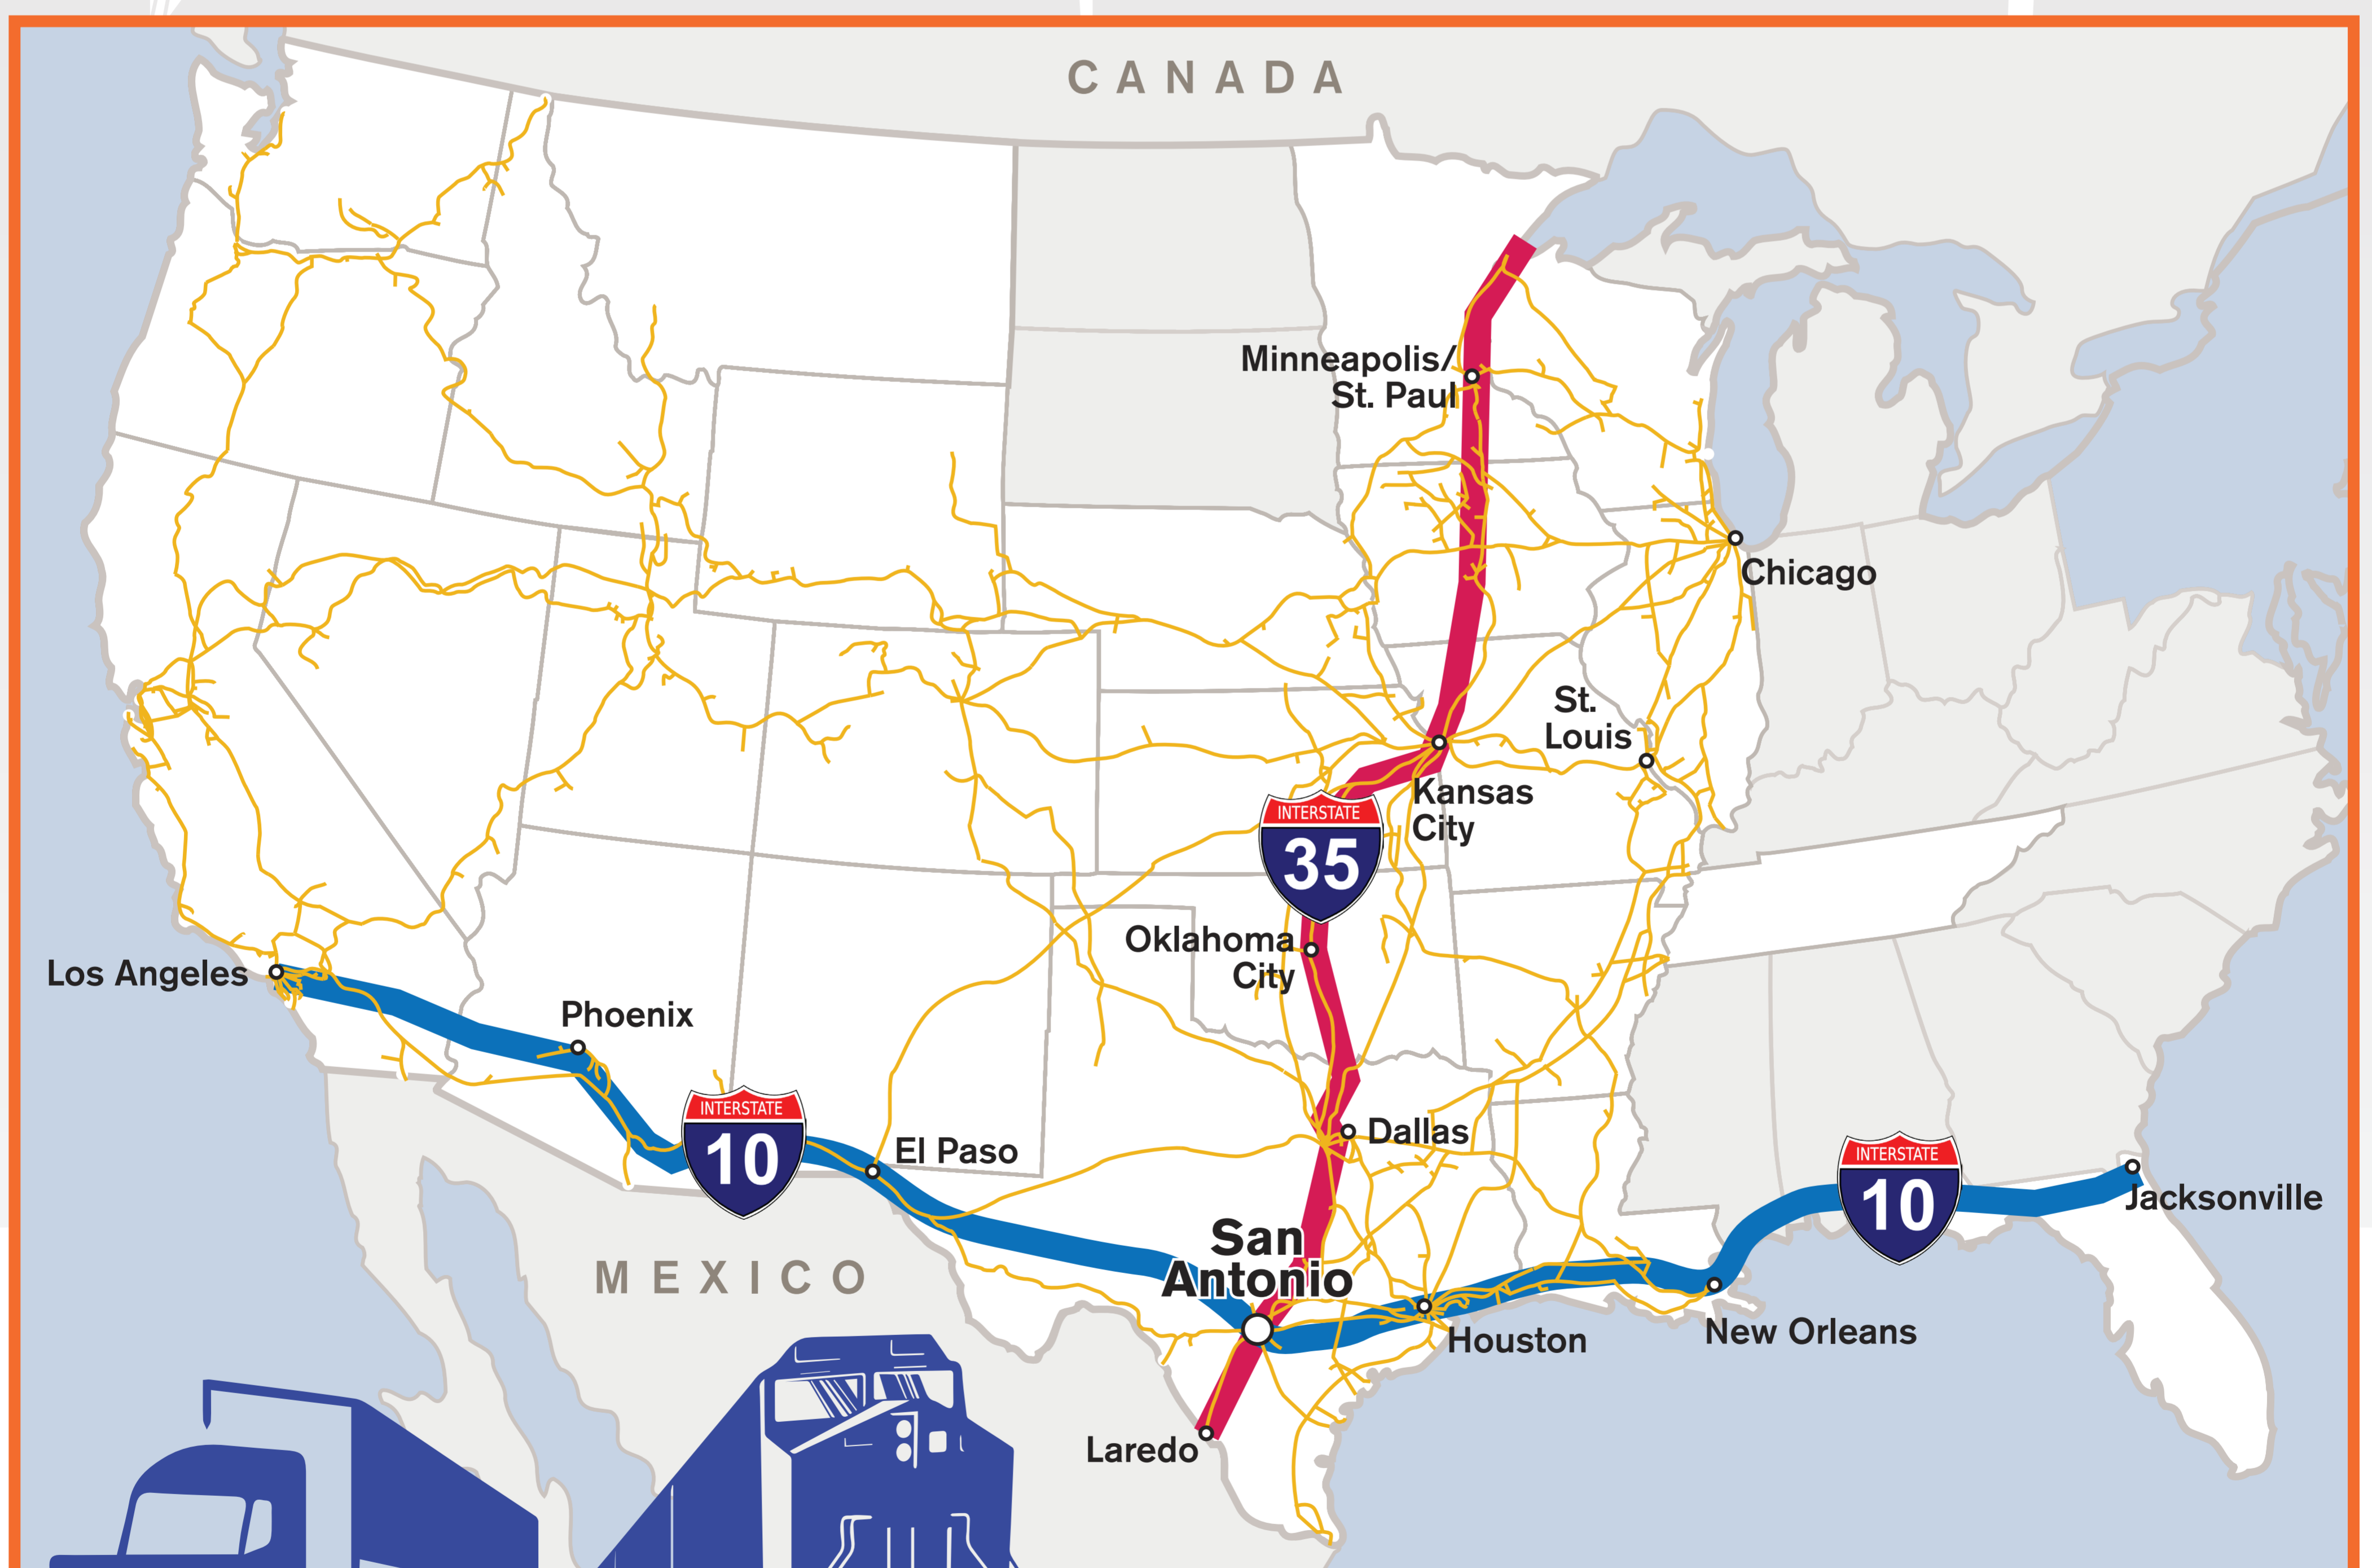 CANADA
Minneapolis/
St. Paul
Chicago
St.
Louis
Kansas
City
INTERSTATE
35
Oklahoma
City
Los Angeles
Phoenix
INTERSTATE
10
El Paso
Dallas
INTERSTATE
10
Jacksonville
San
Antonio
MEXICO
Houston
New Orleans
Laredo